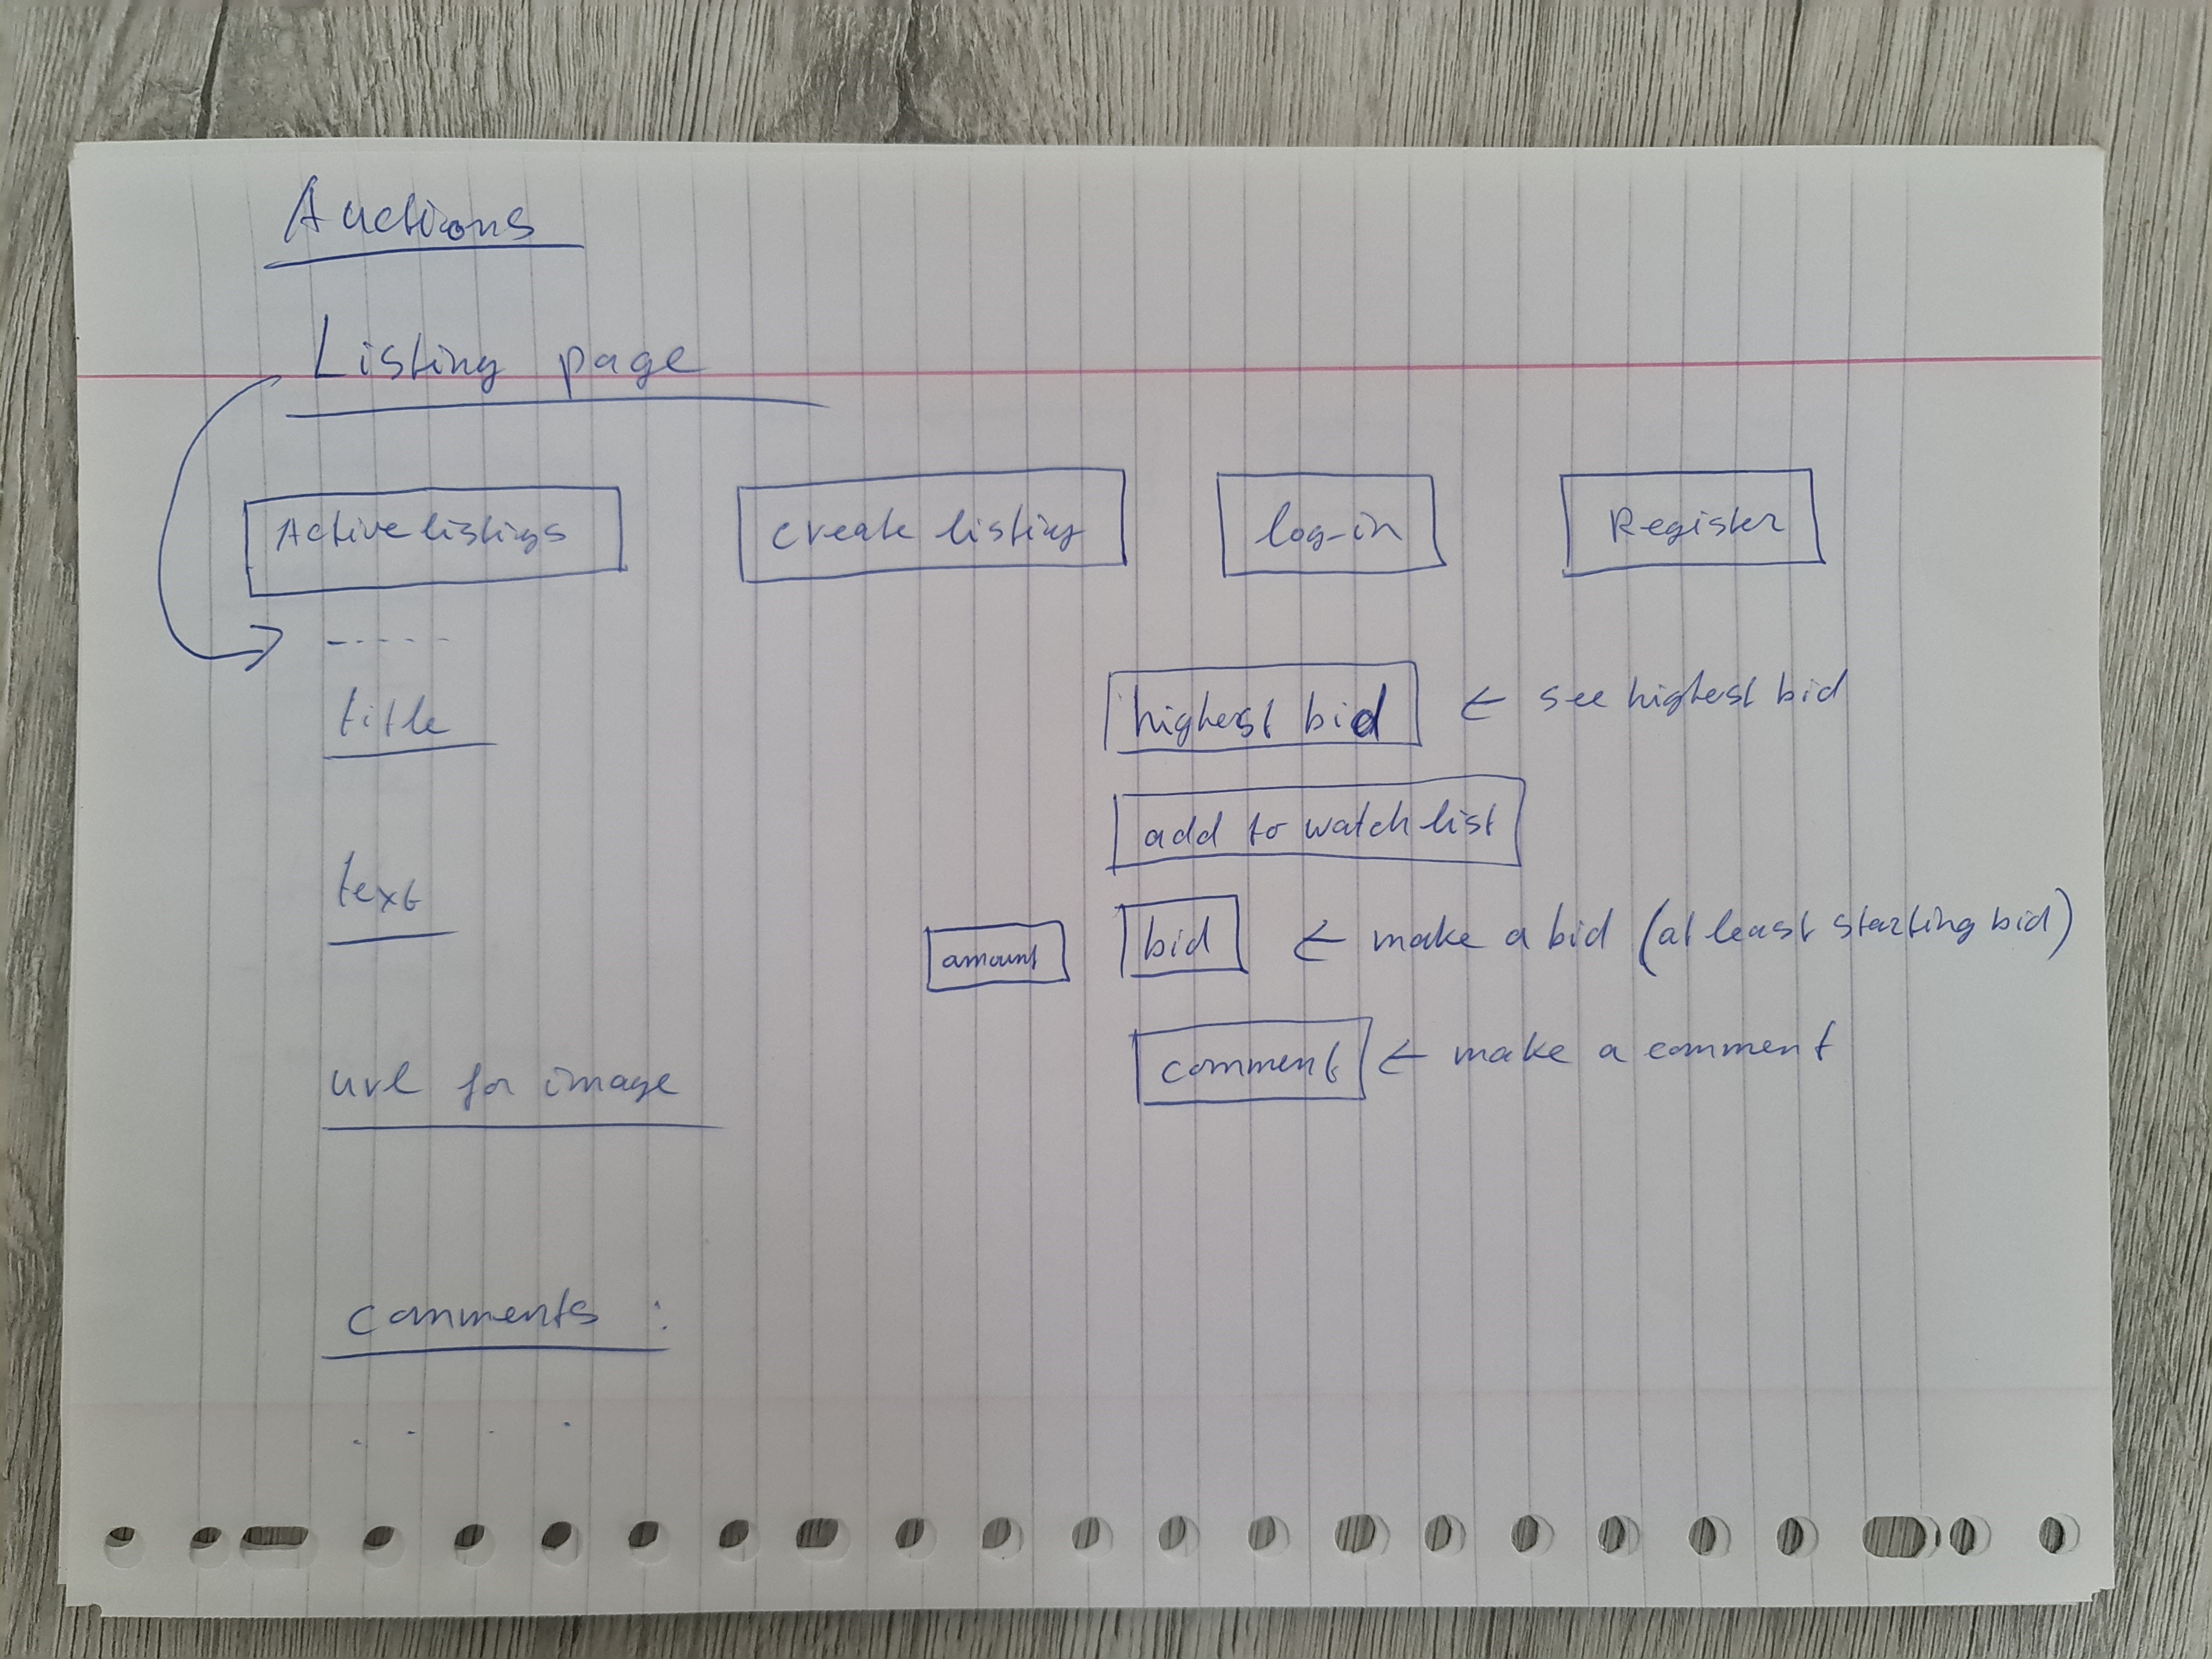 Auctions
Listing page
Active listings
create listing
log-in
Register
-----
title
highest bid ← see highest bid
add to watch list
text
amount bid ← make a bid (at least starting bid)
comment ← make a comment
url for image
comments :
....